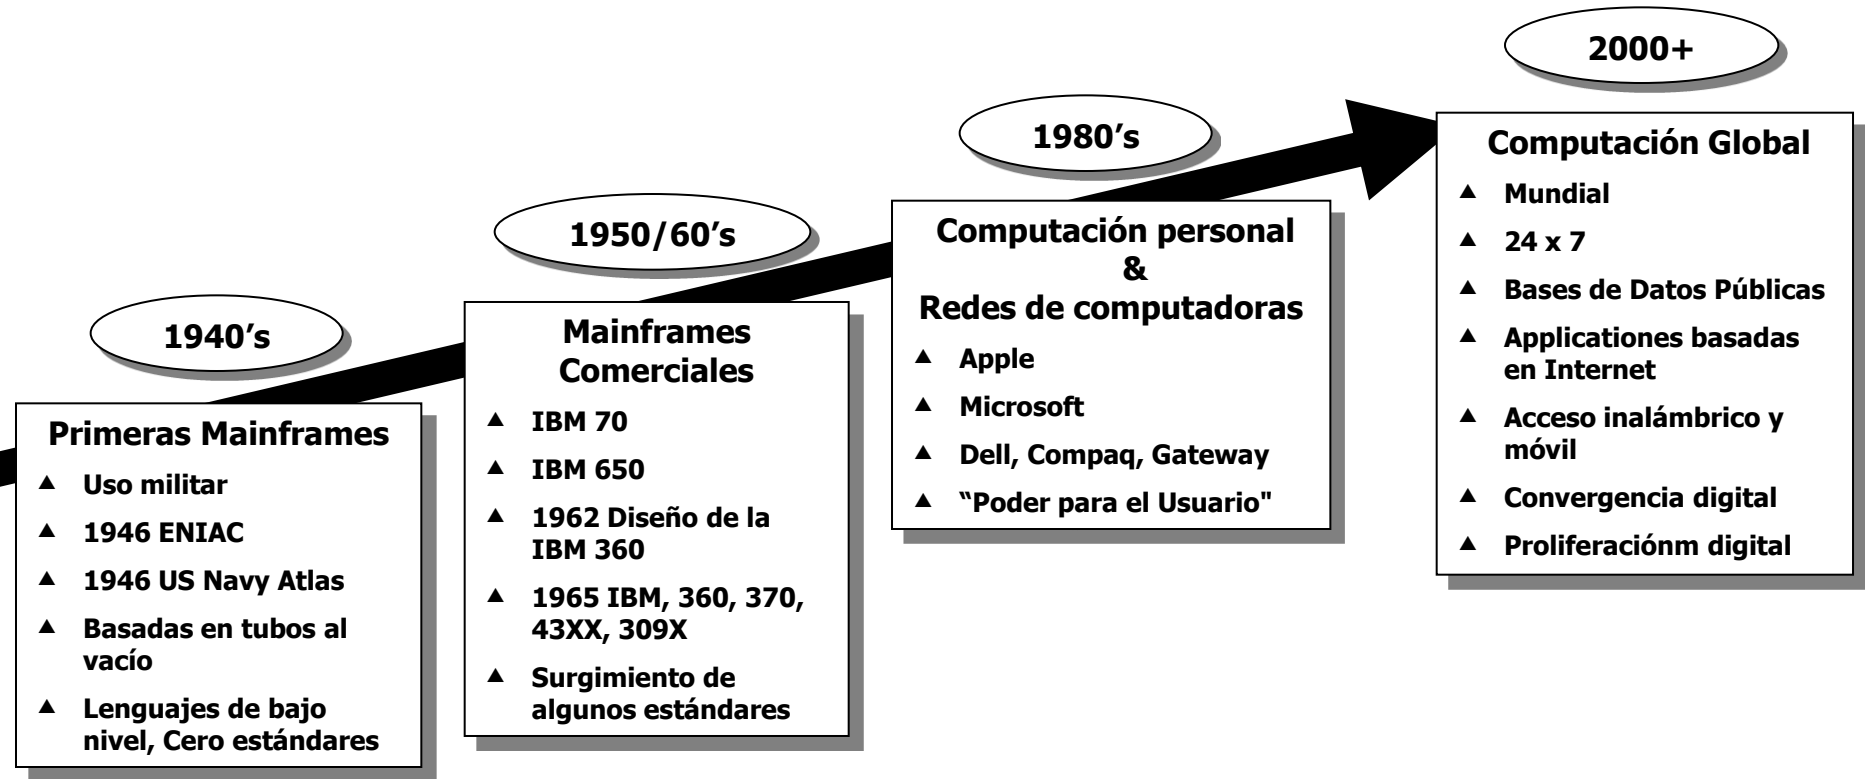 1940’s
Primeras Mainframes
Uso militar
1946 ENIAC
1946 US Navy Atlas
Basadas en tubos al
vacío
Lenguajes de bajo
nivel, Cero estándares
1950/60’s
Mainframes
Comerciales
IBM 70
IBM 650
1962 Diseño de la
IBM 360
1965 IBM, 360, 370,
43XX, 309X
Surgimiento de
algunos estándares
1980’s
Computación personal
&
Redes de computadoras
Apple
Microsoft
Dell, Compaq, Gateway
“Poder para el Usuario"
2000+
Computación Global
Mundial
24 x 7
Bases de Datos Públicas
Applicationes basadas
en Internet
Acceso inalámbrico y
móvil
Convergencia digital
Proliferaciónm digital